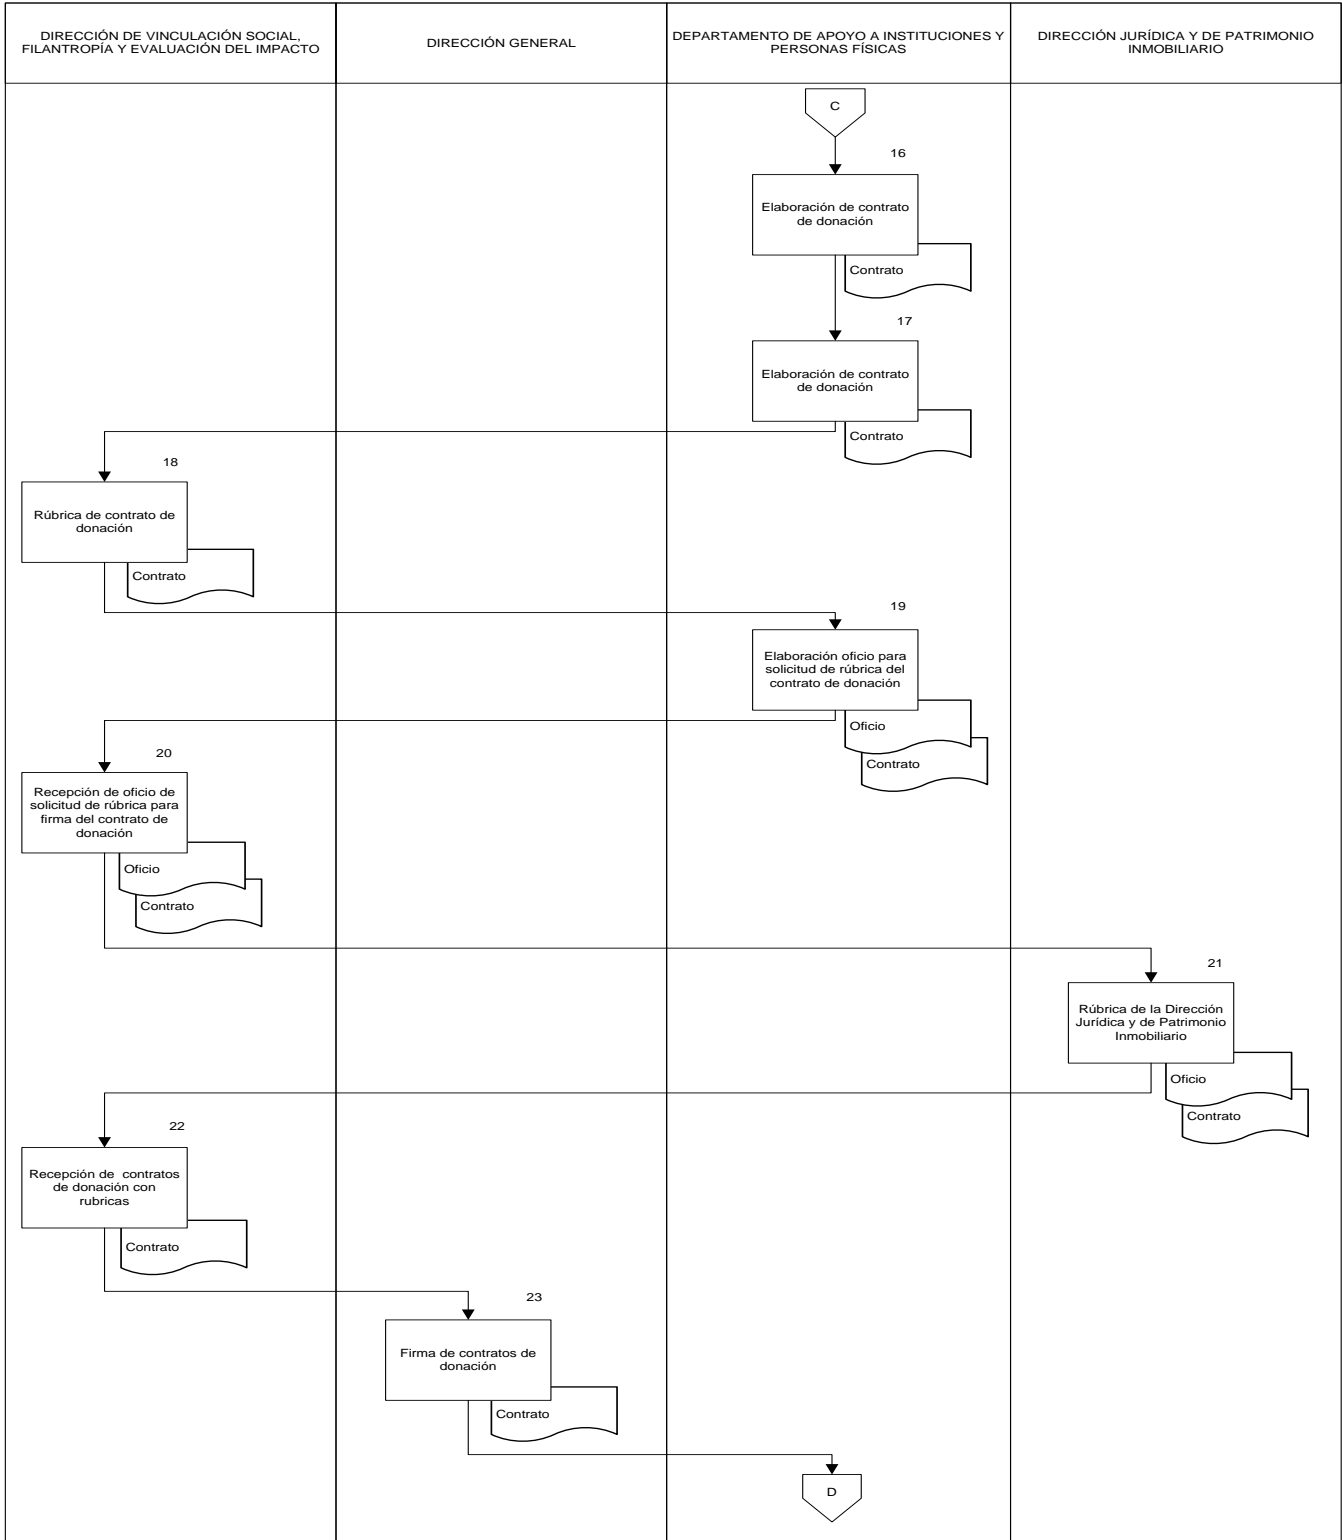 DIRECCIÓN DE VINCULACIÓN SOCIAL,
FILANTROPÍA Y EVALUACIÓN DEL IMPACTO
DIRECCIÓN GENERAL
DEPARTAMENTO DE APOYO A INSTITUCIONES Y
PERSONAS FÍSICAS
DIRECCIÓN JURÍDICA Y DE PATRIMONIO
INMOBILIARIO
C
16
Elaboración de contrato
de donación
Contrato
17
Elaboración de contrato
de donación
Contrato
18
Rúbrica de contrato de
donación
Contrato
19
Elaboración oficio para
solicitud de rúbrica del
contrato de donación
Oficio
Contrato
20
Recepción de oficio de
solicitud de rúbrica para
firma del contrato de
donación
Oficio
Contrato
21
Rúbrica de la Dirección
Jurídica y de Patrimonio
Inmobiliario
Oficio
Contrato
22
Recepción de  contratos
de donación con
rubricas
Contrato
23
Firma de contratos de
donación
Contrato
D